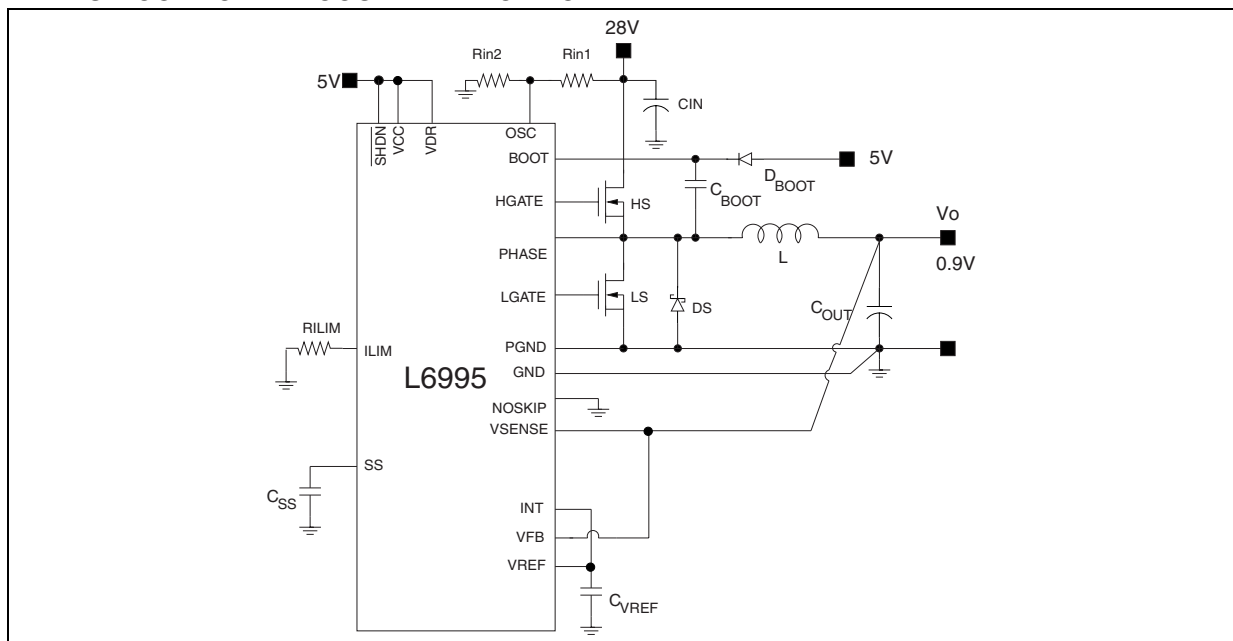 28V
Rin2
Rin1
5V
CIN
SHDN
VCC
VDR
OSC
BOOT
5V
DBOOT
CBOOT
HGATE
HS
Vo
PHASE
L
0.9V
LGATE
LS
DS
COUT
RILIM
PGND
ILIM
GND
L6995
NOSKIP
VSENSE
SS
CSS
INT
VFB
VREF
CVREF